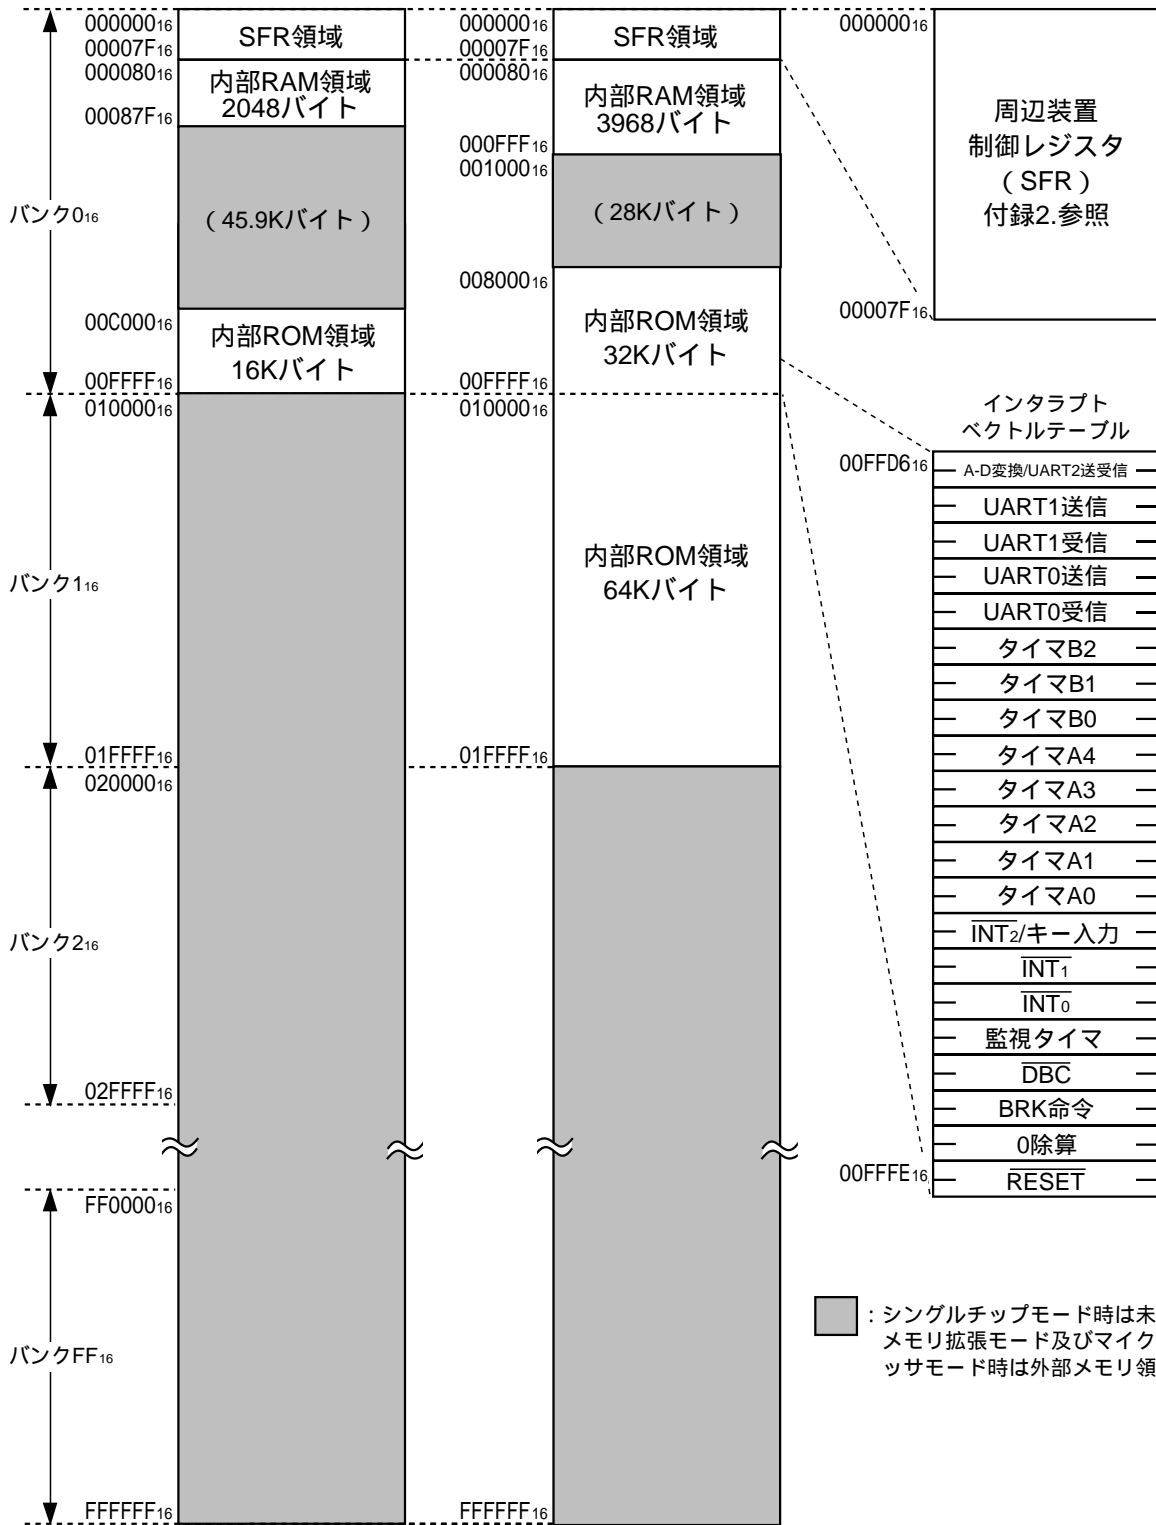 バンク0₁₆
バンク1₁₆
バンク2₁₆
バンクFF₁₆
000000₁₆
00007F₁₆
000080₁₆
00087F₁₆
00C000₁₆
00FFFF₁₆
010000₁₆
01FFFF₁₆
020000₁₆
02FFFF₁₆
FF0000₁₆
FFFFFF₁₆
SFR領域
内部RAM領域
2048バイト
(45.9Kバイト)
内部ROM領域
16Kバイト
000000₁₆
00007F₁₆
000080₁₆
000FFF₁₆
001000₁₆
008000₁₆
00FFFF₁₆
010000₁₆
01FFFF₁₆
FFFFFF₁₆
SFR領域
内部RAM領域
3968バイト
(28Kバイト)
内部ROM領域
32Kバイト
内部ROM領域
64Kバイト
000000₁₆
周辺装置
制御レジスタ
(SFR)
付録2.参照
00007F₁₆
インタラプト
ベクトルテーブル
00FFD6₁₆
A-D変換/UART2送受信
UART1送信
UART1受信
UART0送信
UART0受信
タイマB2
タイマB1
タイマB0
タイマA4
タイマA3
タイマA2
タイマA1
タイマA0
INT₂/キー入力
INT₁
INT₀
監視タイマ
DBC
BRK命令
0除算
00FFFE₁₆
RESET
:シングルチップモード時は未
メモリ拡張モード及びマイク
ッサモード時は外部メモリ領